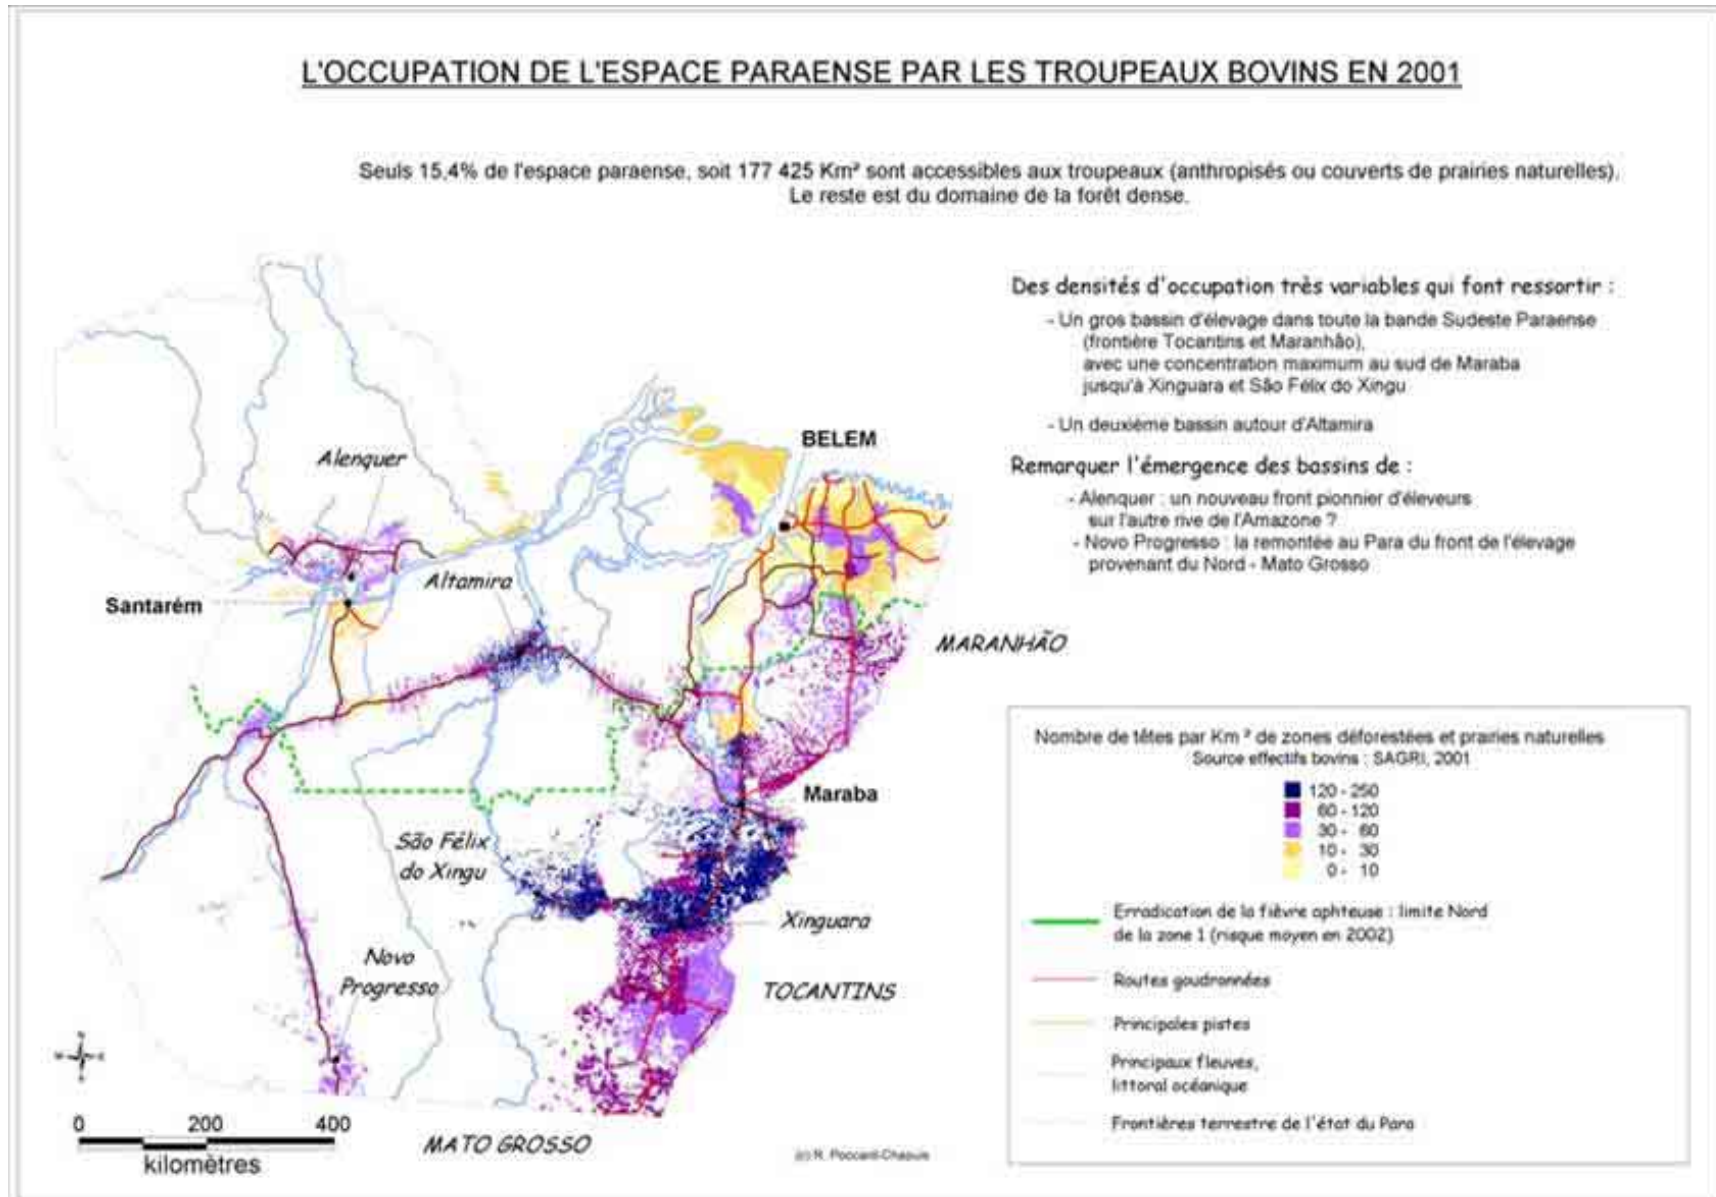 L'OCCUPATION DE L'ESPACE PARAENSE PAR LES TROUPEAUX BOVINS EN 2001
Seuls 15,4% de l'espace paraense, soit 177 425 Km² sont accessibles aux troupeaux (anthropisés ou couverts de prairies naturelles).
Le reste est du domaine de la forêt dense.
Des densités d'occupation très variables qui font ressortir :
- Un gros bassin d'élevage dans toute la bande Sudeste Paraense
(frontière Tocantins et Maranhão),
avec une concentration maximum au sud de Maraba
jusqu'à Xinguara et São Félix do Xingu
- Un deuxième bassin autour d'Altamira
Remarquer l'émergence des bassins de :
- Alenquer : un nouveau front pionnier d'éleveurs
sur l'autre rive de l'Amazone ?
- Novo Progresso : la remontée au Para du front de l'élevage
provenant du Nord - Mato Grosso
BELEM
Alenquer
Altamira
Santarém
MARANHÃO
Maraba
São Félix
do Xingu
Xinguara
Novo
Progresso
TOCANTINS
MATO GROSSO
0 200 400
kilomètres
(c) R. Poccard-Chapuis
Nombre de têtes par Km ² de zones déforestées et prairies naturelles
Source effectifs bovins : SAGRI, 2001
120 - 250
60 - 120
30 - 60
10 - 30
0 - 10
Erradication de la fièvre aphteuse : limite Nord
de la zone 1 (risque moyen en 2002)
Routes goudronnées
Principales pistes
Principaux fleuves,
littoral océanique
Frontières terrestre de l'état du Para